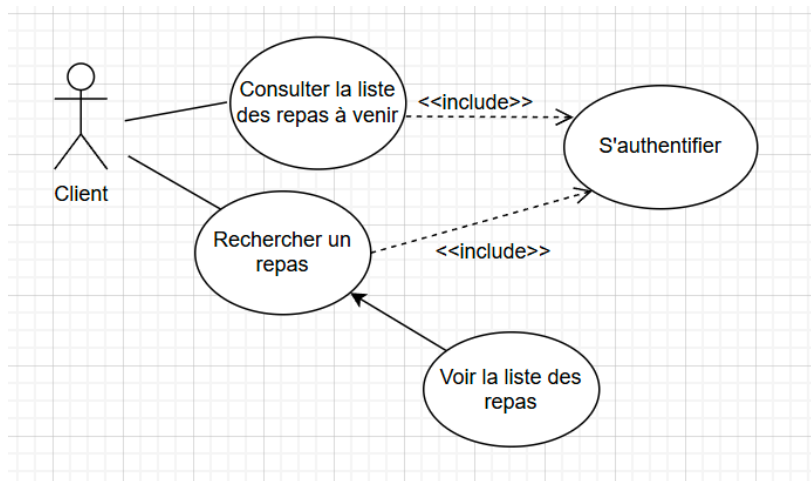 Consulter la liste
des repas à venir
<<include>>
S'authentifier
Client
Rechercher un
repas
<<include>>
Voir la liste des
repas